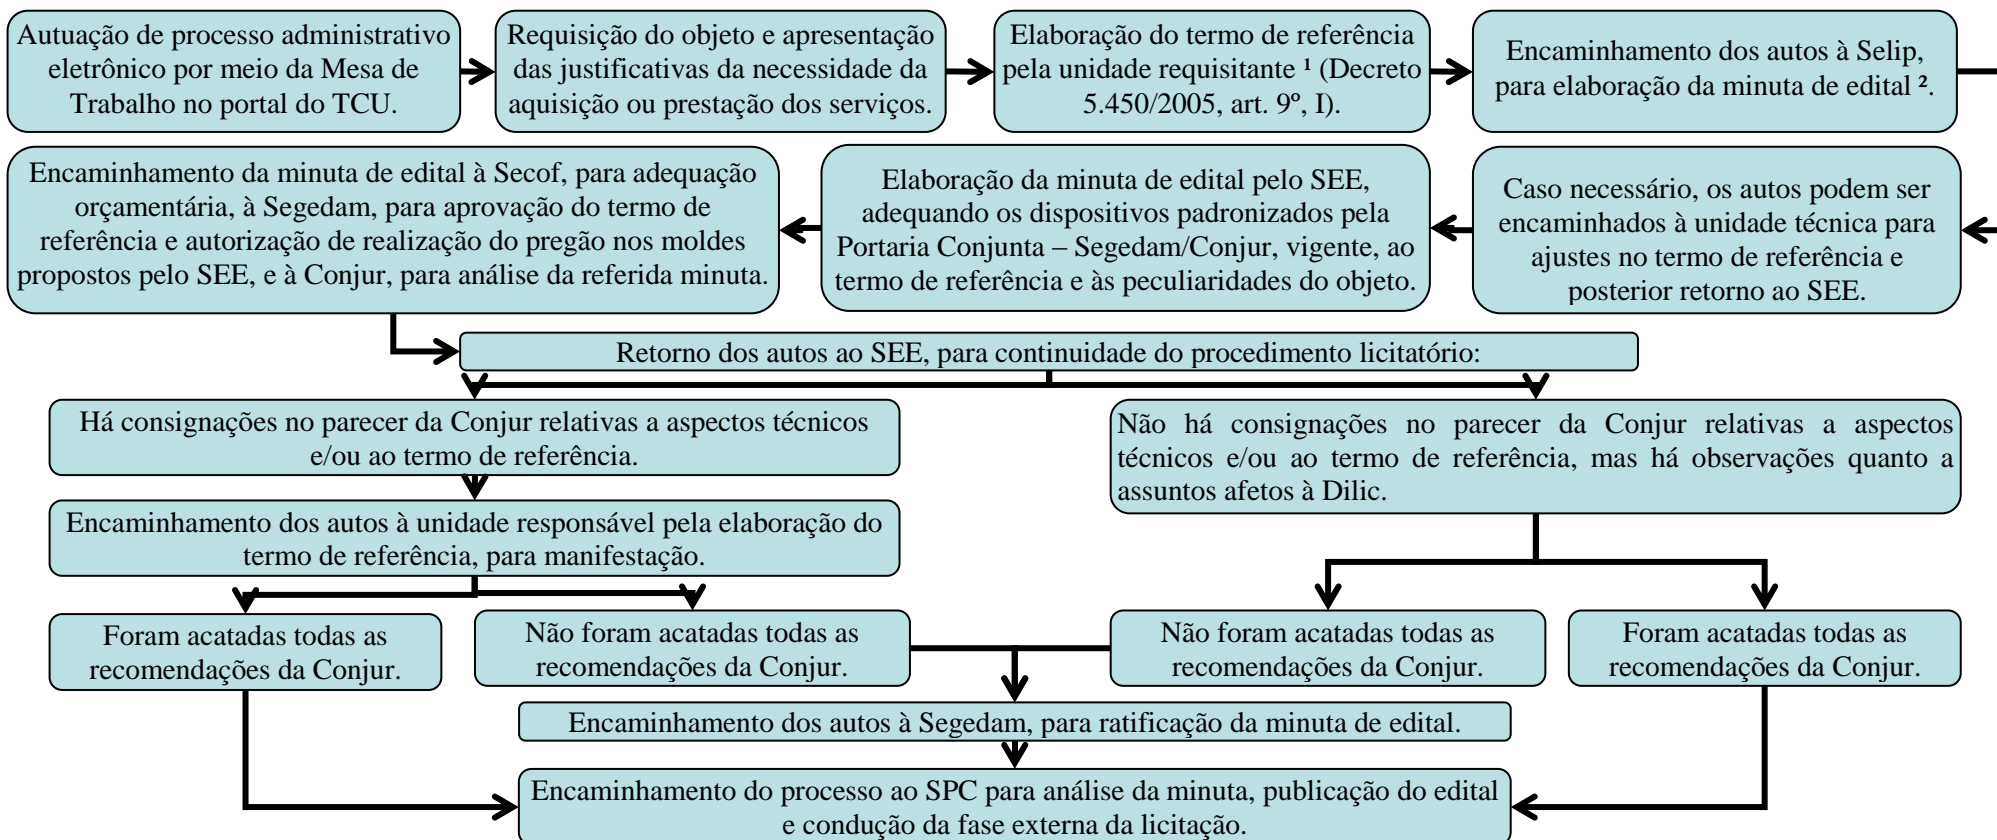 Autuação de processo administrativo
eletrônico por meio da Mesa de
Trabalho no portal do TCU.
Requisição do objeto e apresentação
das justificativas da necessidade da
aquisição ou prestação dos serviços.
Elaboração do termo de referência
pela unidade requisitante ¹ (Decreto
5.450/2005, art. 9º, I).
Encaminhamento dos autos à Selip,
para elaboração da minuta de edital ².
Caso necessário, os autos podem ser
encaminhados à unidade técnica para
ajustes no termo de referência e
posterior retorno ao SEE.
Elaboração da minuta de edital pelo SEE,
adequando os dispositivos padronizados pela
Portaria Conjunta – Segedam/Conjur, vigente, ao
termo de referência e às peculiaridades do objeto.
Encaminhamento da minuta de edital à Secof, para adequação
orçamentária, à Segedam, para aprovação do termo de
referência e autorização de realização do pregão nos moldes
propostos pelo SEE, e à Conjur, para análise da referida minuta.
Retorno dos autos ao SEE, para continuidade do procedimento licitatório:
Há consignações no parecer da Conjur relativas a aspectos técnicos
e/ou ao termo de referência.
Não há consignações no parecer da Conjur relativas a aspectos
técnicos e/ou ao termo de referência, mas há observações quanto a
assuntos afetos à Dilic.
Encaminhamento dos autos à unidade responsável pela elaboração do
termo de referência, para manifestação.
Foram acatadas todas as
recomendações da Conjur.
Não foram acatadas todas as
recomendações da Conjur.
Não foram acatadas todas as
recomendações da Conjur.
Foram acatadas todas as
recomendações da Conjur.
Encaminhamento dos autos à Segedam, para ratificação da minuta de edital.
Encaminhamento do processo ao SPC para análise da minuta, publicação do edital
e condução da fase externa da licitação.